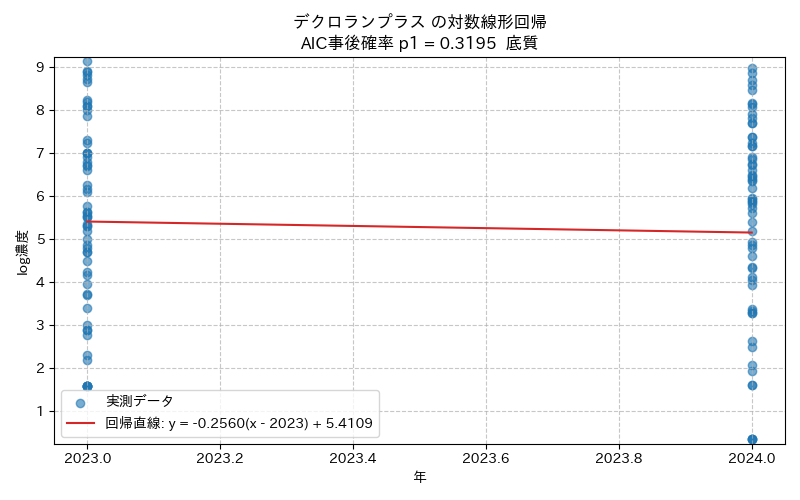 デクロランプラス の対数線形回帰
AIC事後確率 p1 = 0.3195  底質
log濃度
9
8
7
6
5
4
3
2
1
実測データ
回帰直線: y = -0.2560(x - 2023) + 5.4109
2023.0 2023.2 2023.4 2023.6 2023.8 2024.0
年